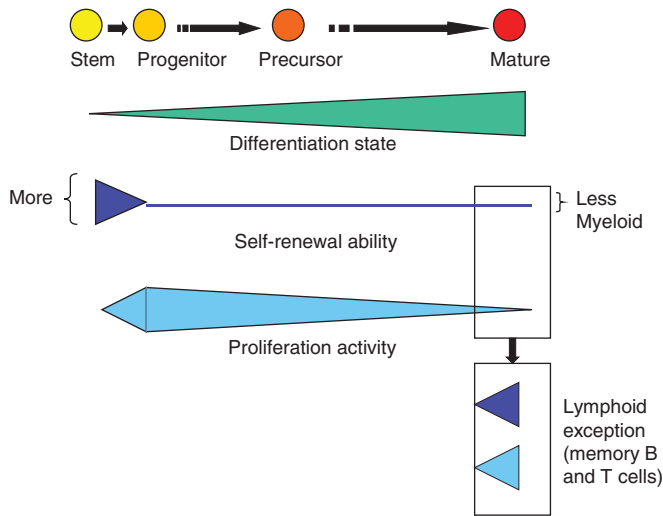 Stem Progenitor Precursor Mature
Differentiation state
More
Less
Myeloid
Self-renewal ability
Proliferation activity
Lymphoid
exception
(memory B
and T cells)